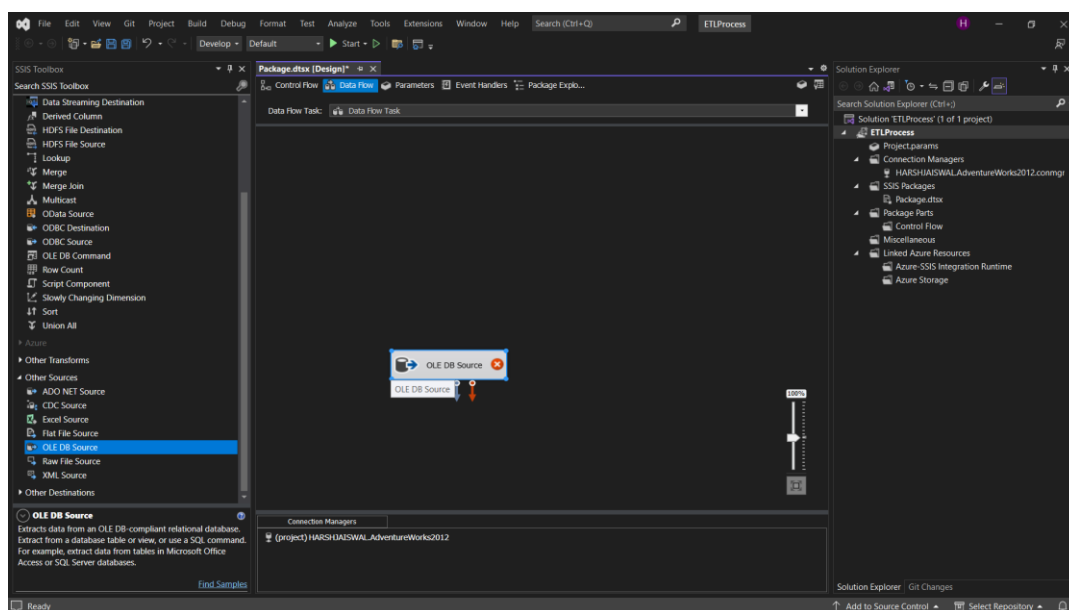 File Edit View Git Project Build Debug Format Test Analyze Tools Extensions Window Help Search (Ctrl+Q) ETLProcess H
Develop Default Start
SSIS Toolbox
Search SSIS Toolbox
Data Streaming Destination
Derived Column
HDFS File Destination
HDFS File Source
Lookup
Merge
Merge Join
Multicast
OData Source
ODBC Destination
ODBC Source
OLE DB Command
Row Count
Script Component
Slowly Changing Dimension
Sort
Union All
Azure
Other Transforms
Other Sources
ADO NET Source
CDC Source
Excel Source
Flat File Source
OLE DB Source
Raw File Source
XML Source
Other Destinations
OLE DB Source
Extracts data from an OLE DB-compliant relational database.
Extract from a database table or view, or use a SQL command.
For example, extract data from tables in Microsoft Office
Access or SQL Server databases.
Find Samples
Package.dtsx [Design]*
Control Flow Data Flow Parameters Event Handlers Package Explo...
Data Flow Task: Data Flow Task
OLE DB Source
OLE DB Source
100%
Connection Managers
(project) HARSHJAISWAL.AdventureWorks2012
Solution Explorer
Search Solution Explorer (Ctrl+;)
Solution 'ETLProcess' (1 of 1 project)
ETLProcess
Project.params
Connection Managers
HARSHJAISWAL.AdventureWorks2012.conmgr
SSIS Packages
Package.dtsx
Package Parts
Control Flow
Miscellaneous
Linked Azure Resources
Azure-SSIS Integration Runtime
Azure Storage
Solution Explorer Git Changes
Ready Add to Source Control Select Repository